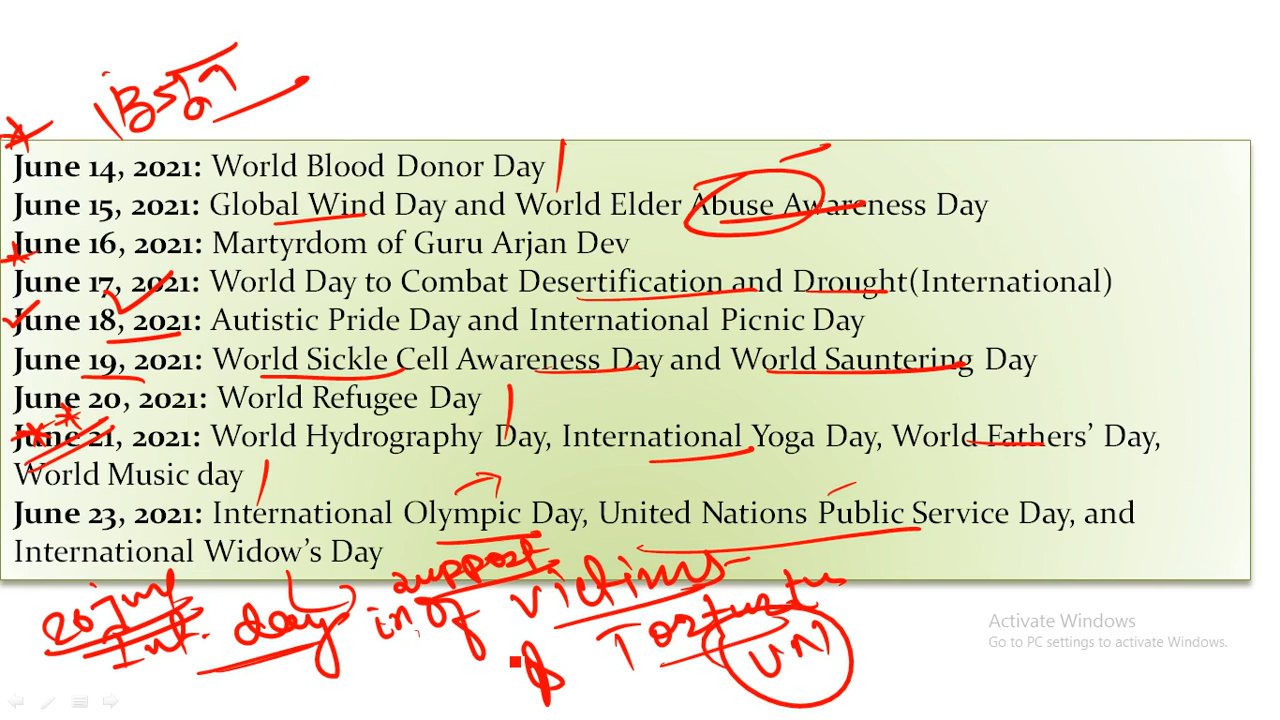 June 14, 2021: World Blood Donor Day
June 15, 2021: Global Wind Day and World Elder Abuse Awareness Day
June 16, 2021: Martyrdom of Guru Arjan Dev
June 17, 2021: World Day to Combat Desertification and Drought(International)
June 18, 2021: Autistic Pride Day and International Picnic Day
June 19, 2021: World Sickle Cell Awareness Day and World Sauntering Day
June 20, 2021: World Refugee Day
June 21, 2021: World Hydrography Day, International Yoga Day, World Fathers’ Day,
World Music day
June 23, 2021: International Olympic Day, United Nations Public Service Day, and
International Widow’s Day
Int. day in support of victims
of
UN
Activate Windows
Go to PC settings to activate Windows.